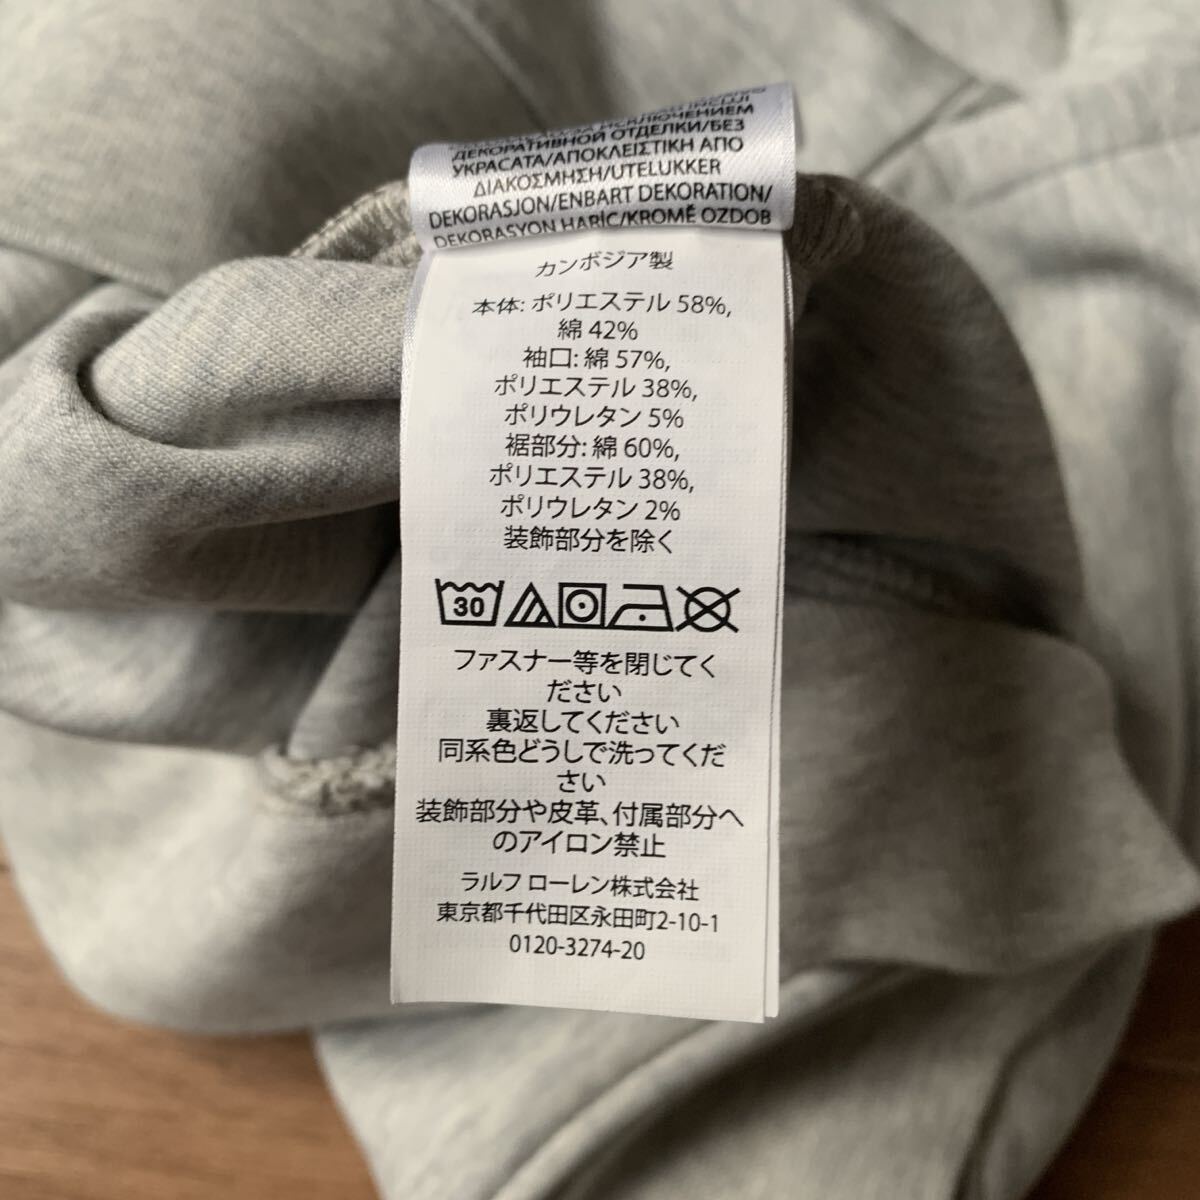 ДЕКОРАТИВНОЙ ОТДЕЛКИ/БЕЗ
УКРАСАТА/ΑΠΟΚΛΕΙΣΤΙΚΗ ΑΠΟ
ΔΙΑΚΟΣΜΗΣΗ/UTELUKKER
DEKORASJON/ENBART DEKORATION/
DEKORASYON HARİC/KROMĚ OZDOB
カンボジア製
本体: ポリエステル 58%,
綿 42%
袖口: 綿 57%,
ポリエステル 38%,
ポリウレタン 5%
裾部分: 綿 60%,
ポリエステル 38%,
ポリウレタン 2%
装飾部分を除く
30
ファスナー等を閉じてく
ださい
裏返してください
同系色どうしで洗ってくだ
さい
装飾部分や皮革、付属部分へ
のアイロン禁止
ラルフ ローレン株式会社
東京都千代田区永田町2-10-1
0120-3274-20